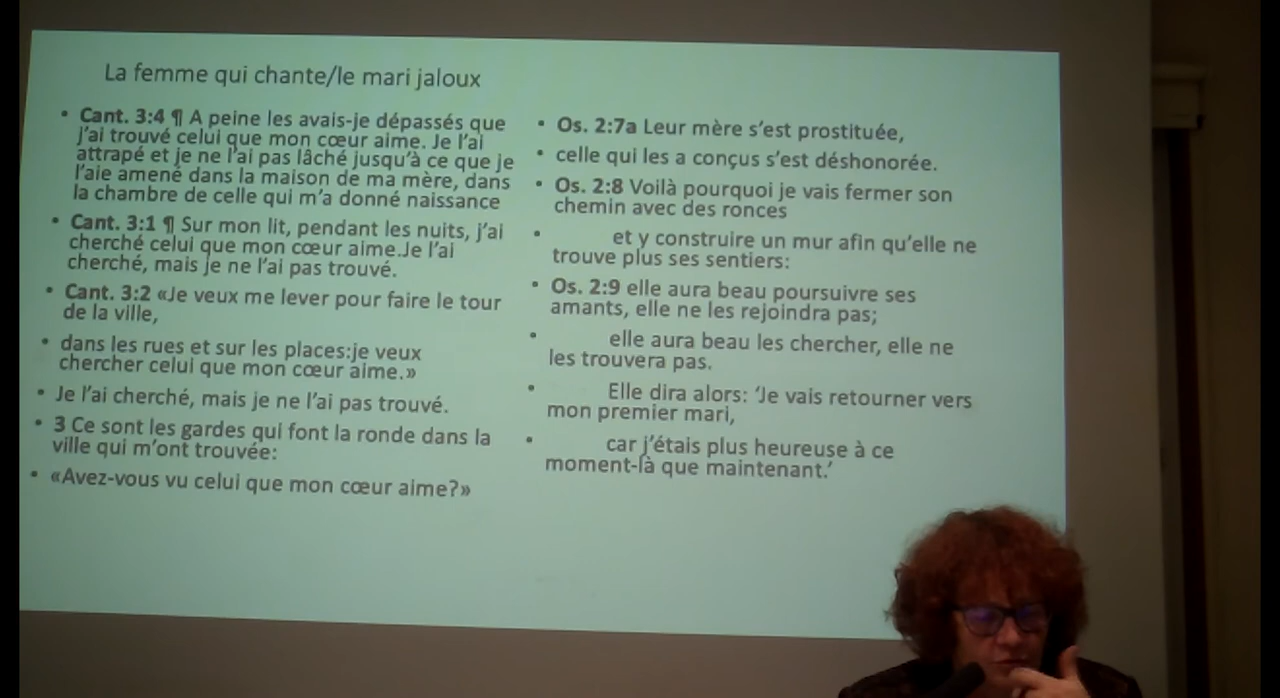 La femme qui chante/le mari jaloux
• Cant. 3:4 ¶ A peine les avais-je dépassés que
j’ai trouvé celui que mon cœur aime. Je l’ai
attrapé et je ne l’ai pas lâché jusqu’à ce que je
l’aie amené dans la maison de ma mère, dans
la chambre de celle qui m’a donné naissance
• Cant. 3:1 ¶ Sur mon lit, pendant les nuits, j’ai
cherché celui que mon cœur aime.Je l’ai
cherché, mais je ne l’ai pas trouvé.
• Cant. 3:2 «Je veux me lever pour faire le tour
de la ville,
• dans les rues et sur les places:je veux
chercher celui que mon cœur aime.»
• Je l’ai cherché, mais je ne l’ai pas trouvé.
• 3 Ce sont les gardes qui font la ronde dans la
ville qui m’ont trouvée:
• «Avez-vous vu celui que mon cœur aime?»
• Os. 2:7a Leur mère s’est prostituée,
• celle qui les a conçus s’est déshonorée.
• Os. 2:8 Voilà pourquoi je vais fermer son
chemin avec des ronces
• et y construire un mur afin qu’elle ne
trouve plus ses sentiers:
• Os. 2:9 elle aura beau poursuivre ses
amants, elle ne les rejoindra pas;
• elle aura beau les chercher, elle ne
les trouvera pas.
• Elle dira alors: ‘Je vais retourner vers
mon premier mari,
• car j’étais plus heureuse à ce
moment-là que maintenant.’